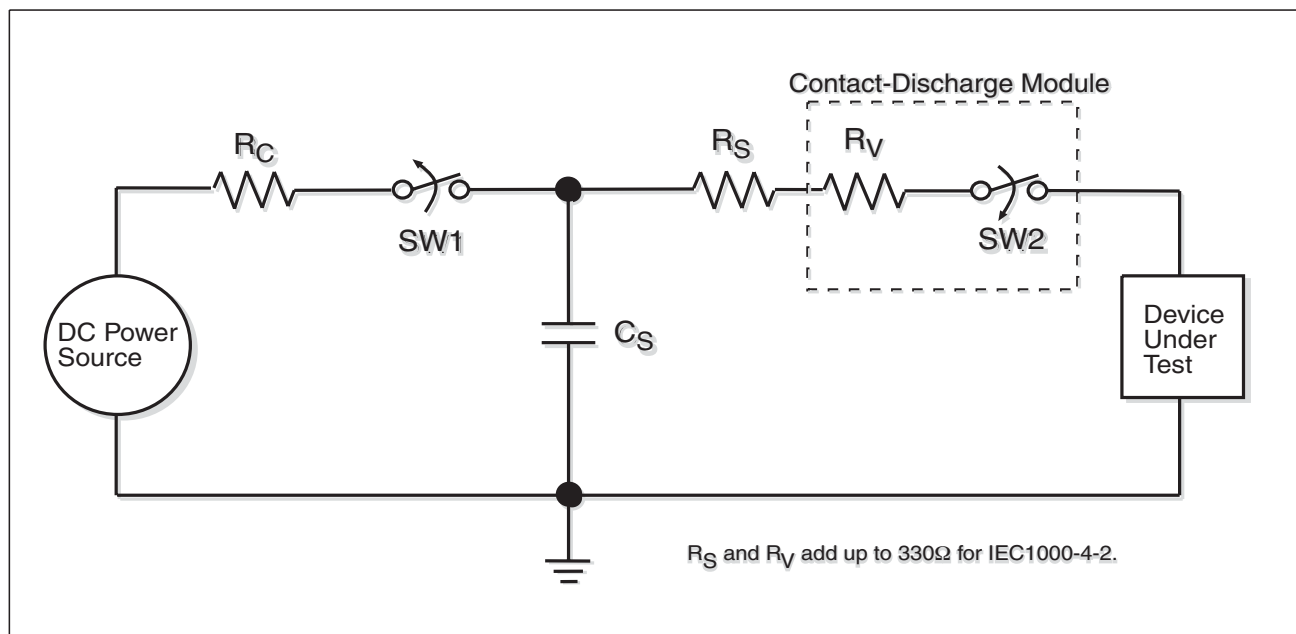 Contact-Discharge Module
RC
RS
RV
SW1
SW2
DC Power
Source
CS
Device
Under
Test
RS and RV add up to 330Ω for IEC1000-4-2.